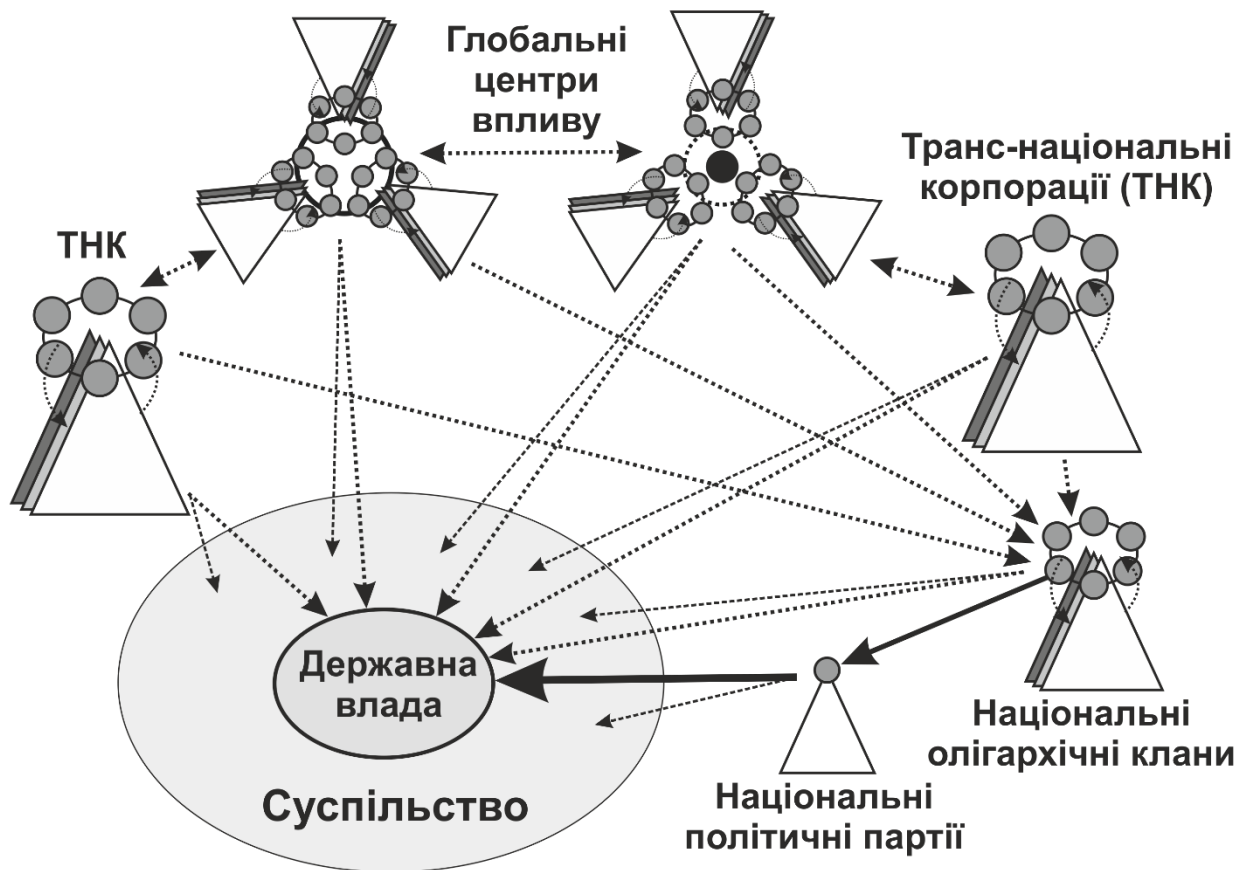 Глобальні
центри
впливу
Транс-національні
корпорації (ТНК)
ТНК
Державна
влада
Суспільство
Національні
політичні партії
Національні
олігархічні клани